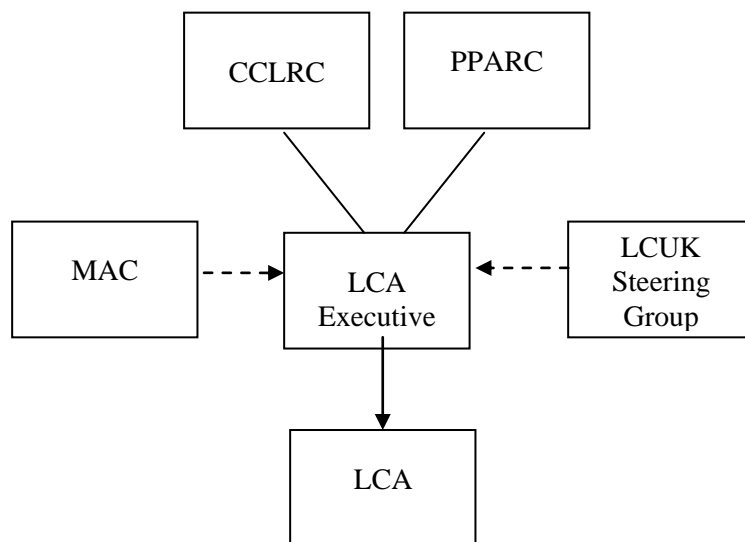 CCLRC
PPARC
MAC
LCA
Executive
LCUK
Steering
Group
LCA